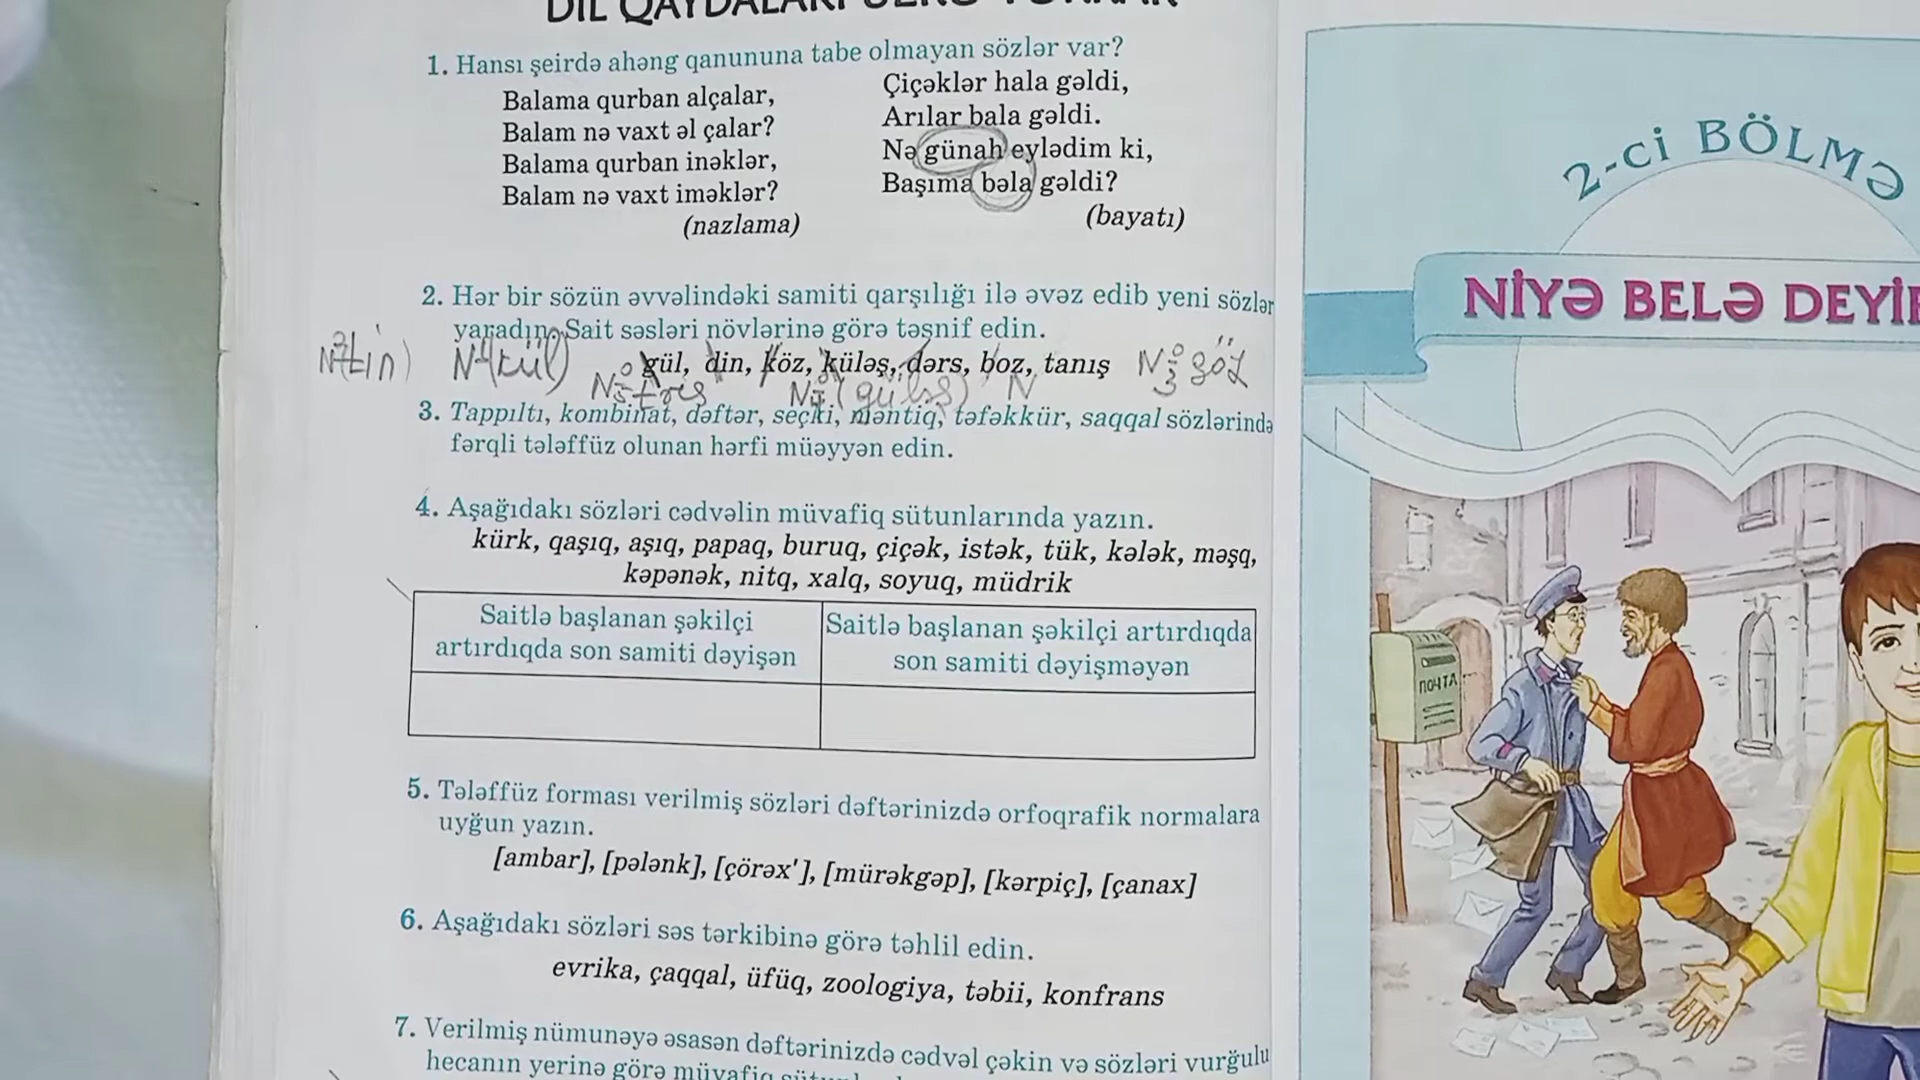 1. Hansı şeirdə ahəng qanununa tabe olmayan sözlər var?
Balama qurban alçalar,
Balam nə vaxt əl çalar?
Balama qurban inəklər,
Balam nə vaxt iməklər?
(nazlama)
Çiçəklər hala gəldi,
Arılar bala gəldi.
Nə günah eylədim ki,
Başıma bəla gəldi?
(bayatı)
2. Hər bir sözün əvvəlindəki samiti qarşılığı ilə əvəz edib yeni sözlər
yaradın. Sait səsləri növlərinə görə təsnif edin.
gül, din, köz, küləş, dərs, boz, tanış
3. Tappıltı, kombinat, dəftər, seçki, məntiq, təfəkkür, saqqal sözlərində
fərqli tələffüz olunan hərfi müəyyən edin.
4. Aşağıdakı sözləri cədvəlin müvafiq sütunlarında yazın.
kürk, qaşıq, aşıq, papaq, buruq, çiçək, istək, tük, kələk, məşq,
kəpənək, nitq, xalq, soyuq, müdrik
Saitlə başlanan şəkilçi
artırdıqda son samiti dəyişən
Saitlə başlanan şəkilçi artırdıqda
son samiti dəyişməyən
5. Tələffüz forması verilmiş sözləri dəftərinizdə orfoqrafik normalara
uyğun yazın.
[ambar], [pələnk], [çörəx'], [mürəkgəp], [kərpiç], [çanax]
6. Aşağıdakı sözləri səs tərkibinə görə təhlil edin.
evrika, çaqqal, üfüq, zoologiya, təbii, konfrans
7. Verilmiş nümunəyə əsasən dəftərinizdə cədvəl çəkin və sözləri vurğulu
hecanın yerinə görə müvafiq
2-ci BÖLMƏ
NİYƏ BELƏ
ПОЧТА